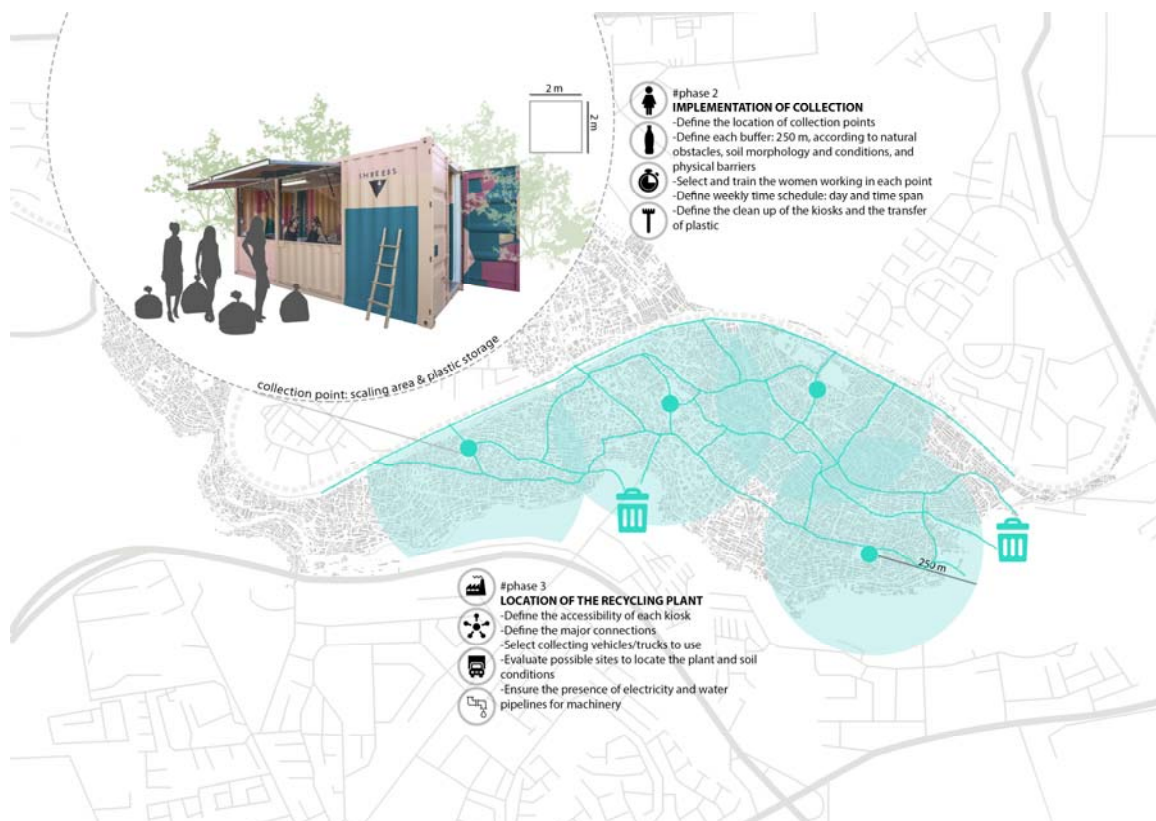 2 m
2 m
#phase 2
IMPLEMENTATION OF COLLECTION
-Define the location of collection points
-Define each buffer: 250 m, according to natural
obstacles, soil morphology and conditions, and
physical barriers
-Select and train the women working in each point
-Define weekly time schedule: day and time span
-Define the clean up of the kiosks and the transfer
of plastic
collection point: scaling area & plastic storage
250 m
#phase 3
LOCATION OF THE RECYCLING PLANT
-Define the accessibility of each kiosk
-Define the major connections
-Select collecting vehicles/trucks to use
-Evaluate possible sites to locate the plant and soil
conditions
-Ensure the presence of electricity and water
pipelines for machinery